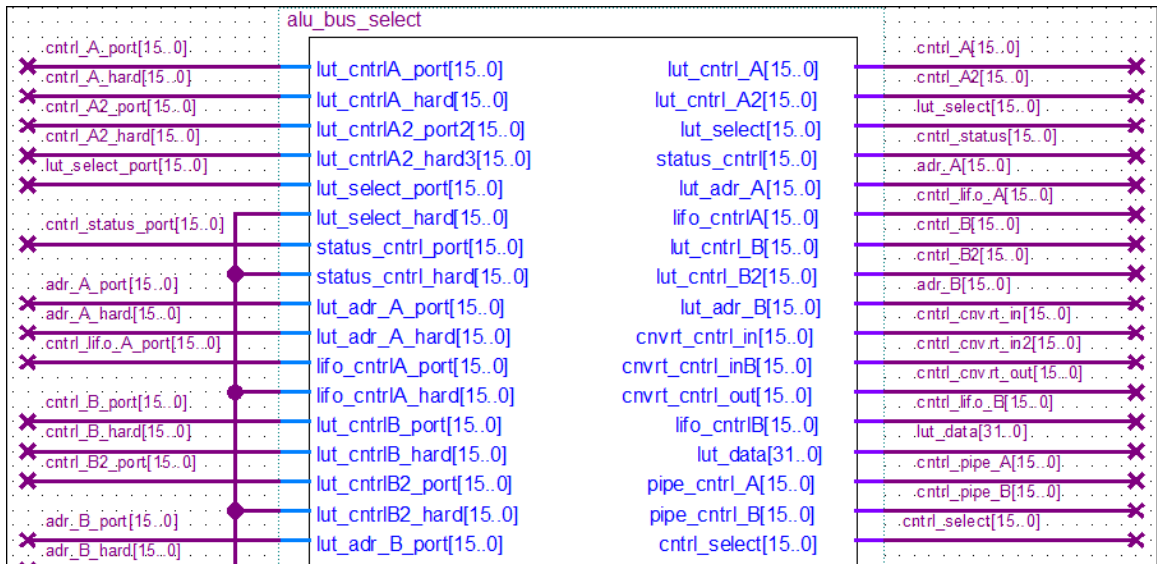 alu_bus_select
cntrl_A_port[15..0]
cntrl_A_hard[15..0]
cntrl_A2_port[15..0]
cntrl_A2_hard[15..0]
lut_select_port[15..0]
cntrl_status_port[15..0]
adr_A_port[15..0]
adr_A_hard[15..0]
cntrl_lifo_A_port[15..0]
cntrl_B_port[15..0]
cntrl_B_hard[15..0]
cntrl_B2_port[15..0]
adr_B_port[15..0]
adr_B_hard[15..0]
lut_cntrlA_port[15..0]
lut_cntrlA_hard[15..0]
lut_cntrlA2_port2[15..0]
lut_cntrlA2_hard3[15..0]
lut_select_port[15..0]
lut_select_hard[15..0]
status_cntrl_port[15..0]
status_cntrl_hard[15..0]
lut_adr_A_port[15..0]
lut_adr_A_hard[15..0]
lifo_cntrlA_port[15..0]
lifo_cntrlA_hard[15..0]
lut_cntrlB_port[15..0]
lut_cntrlB_hard[15..0]
lut_cntrlB2_port[15..0]
lut_cntrlB2_hard[15..0]
lut_adr_B_port[15..0]
lut_cntrl_A[15..0]
lut_cntrl_A2[15..0]
lut_select[15..0]
status_cntrl[15..0]
lut_adr_A[15..0]
lifo_cntrlA[15..0]
lut_cntrl_B[15..0]
lut_cntrl_B2[15..0]
lut_adr_B[15..0]
cnvrt_cntrl_in[15..0]
cnvrt_cntrl_inB[15..0]
cnvrt_cntrl_out[15..0]
lifo_cntrlB[15..0]
lut_data[31..0]
pipe_cntrl_A[15..0]
pipe_cntrl_B[15..0]
cntrl_select[15..0]
cntrl_A[15..0]
cntrl_A2[15..0]
lut_select[15..0]
cntrl_status[15..0]
adr_A[15..0]
cntrl_lifo_A[15..0]
cntrl_B[15..0]
cntrl_B2[15..0]
adr_B[15..0]
cntrl_cnvrt_in[15..0]
cntrl_cnvrt_in2[15..0]
cntrl_cnvrt_out[15..0]
cntrl_lifo_B[15..0]
lut_data[31..0]
cntrl_pipe_A[15..0]
cntrl_pipe_B[15..0]
cntrl_select[15..0]